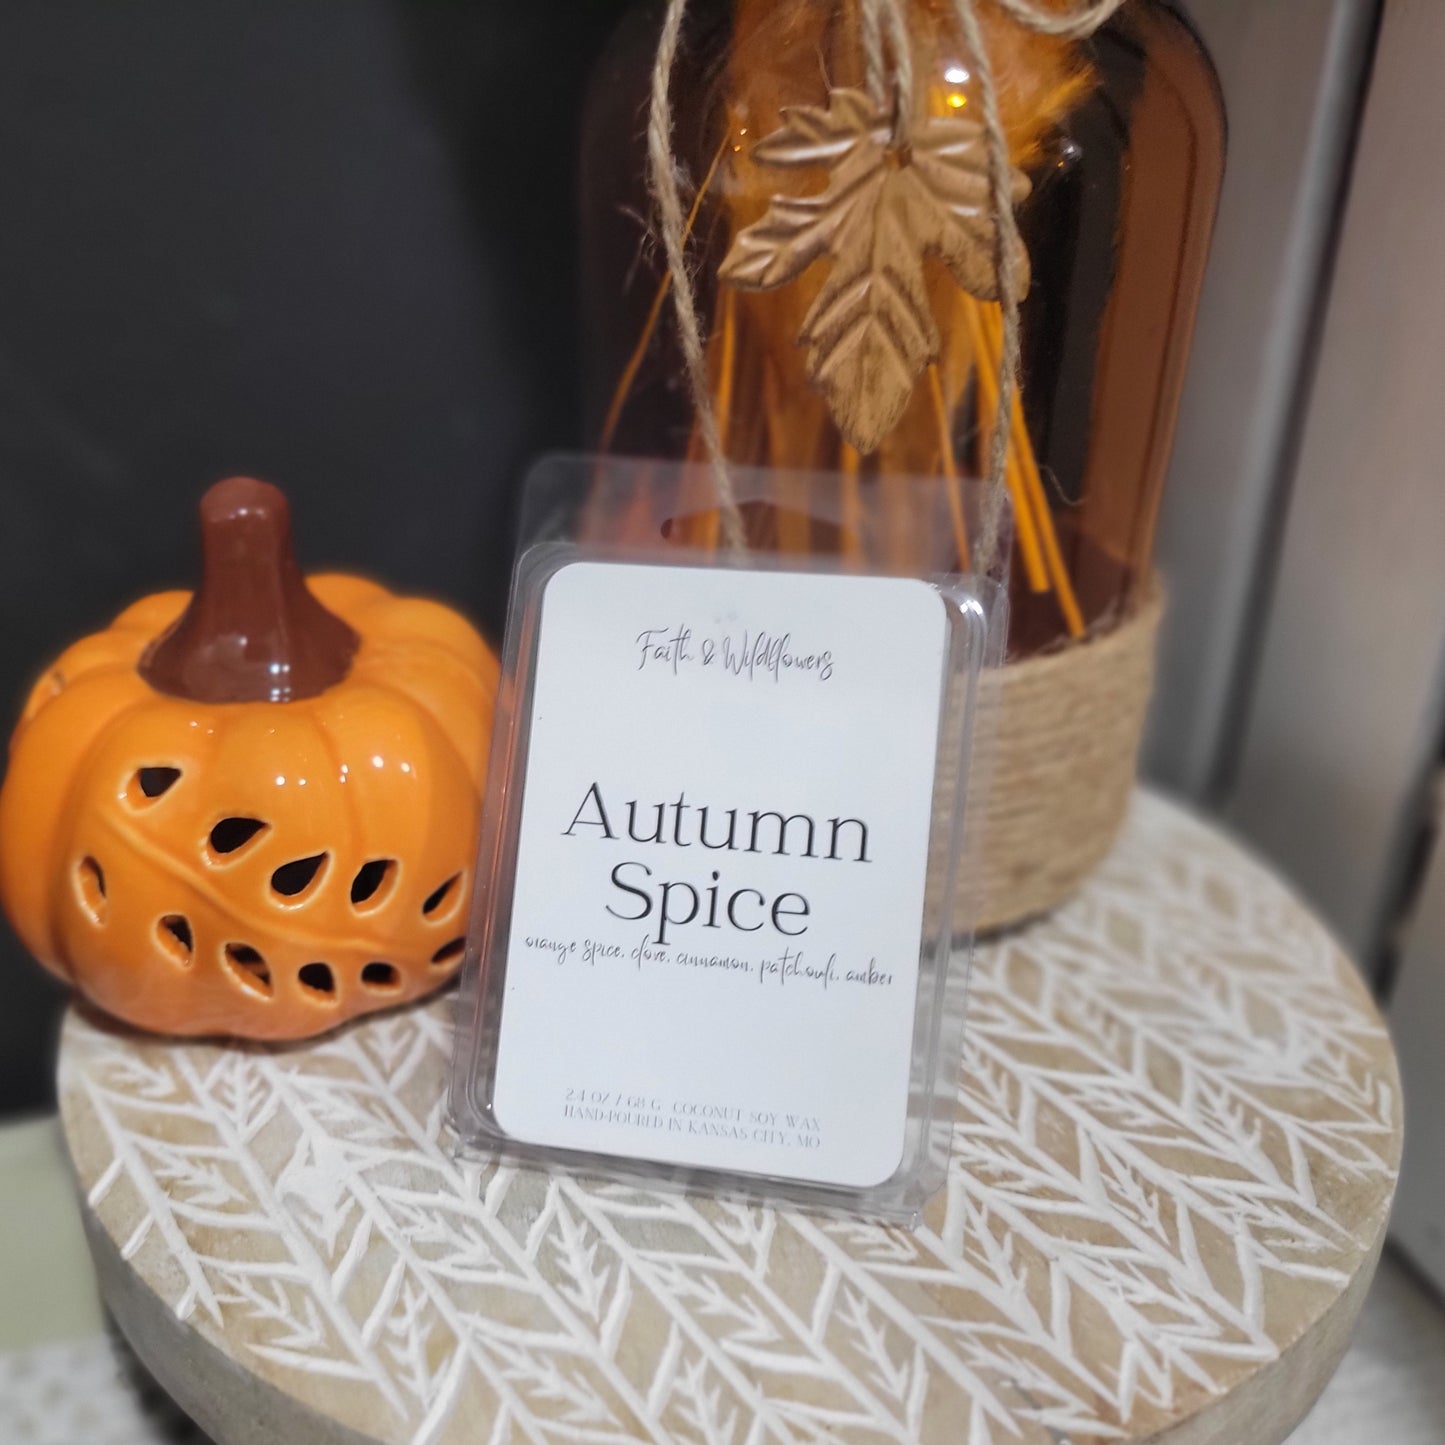 Faith & Wildflowers
Autumn
Spice
orange spice, clove, cinnamon, patchouli, amber
2.4 OZ / 68 G COCONUT SOY WAX
HAND-POURED IN KANSAS CITY, MO